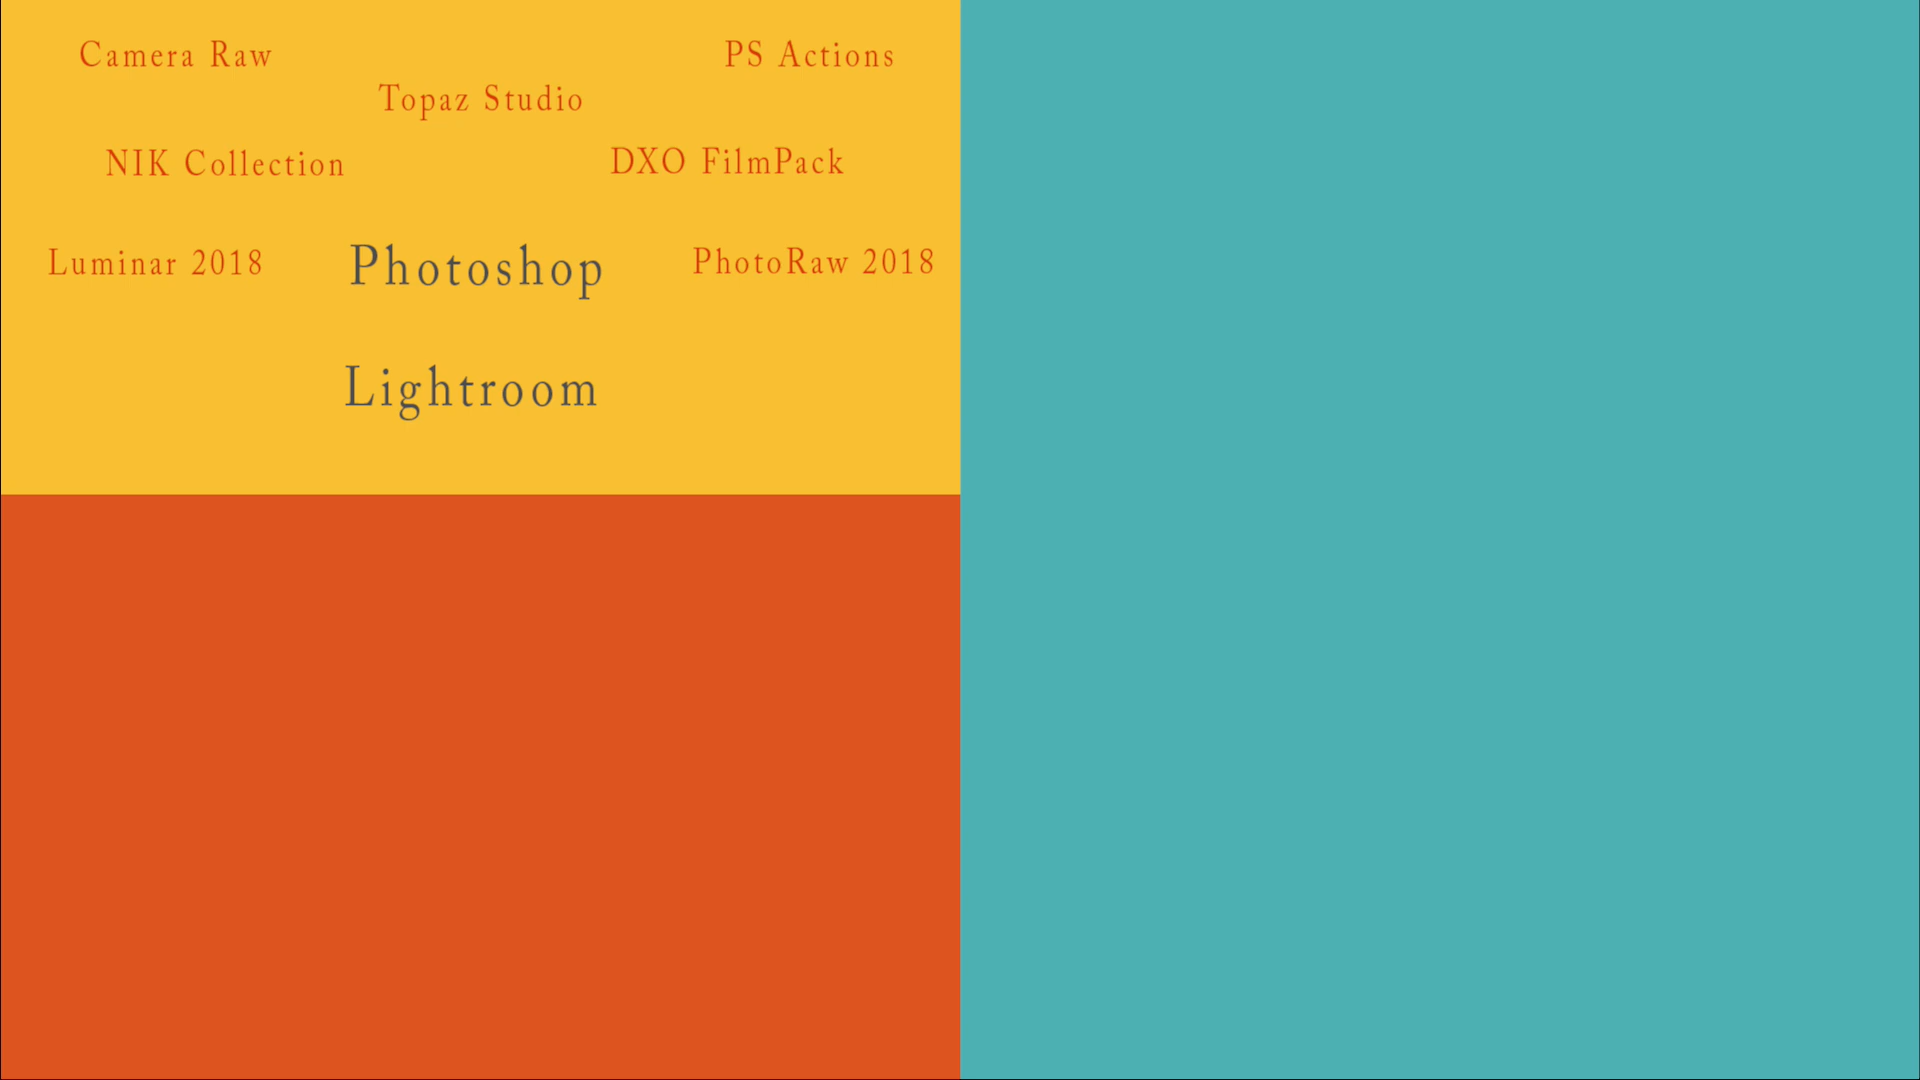 Camera Raw
PS Actions
Topaz Studio
NIK Collection
DXO FilmPack
Luminar 2018
Photoshop
PhotoRaw 2018
Lightroom